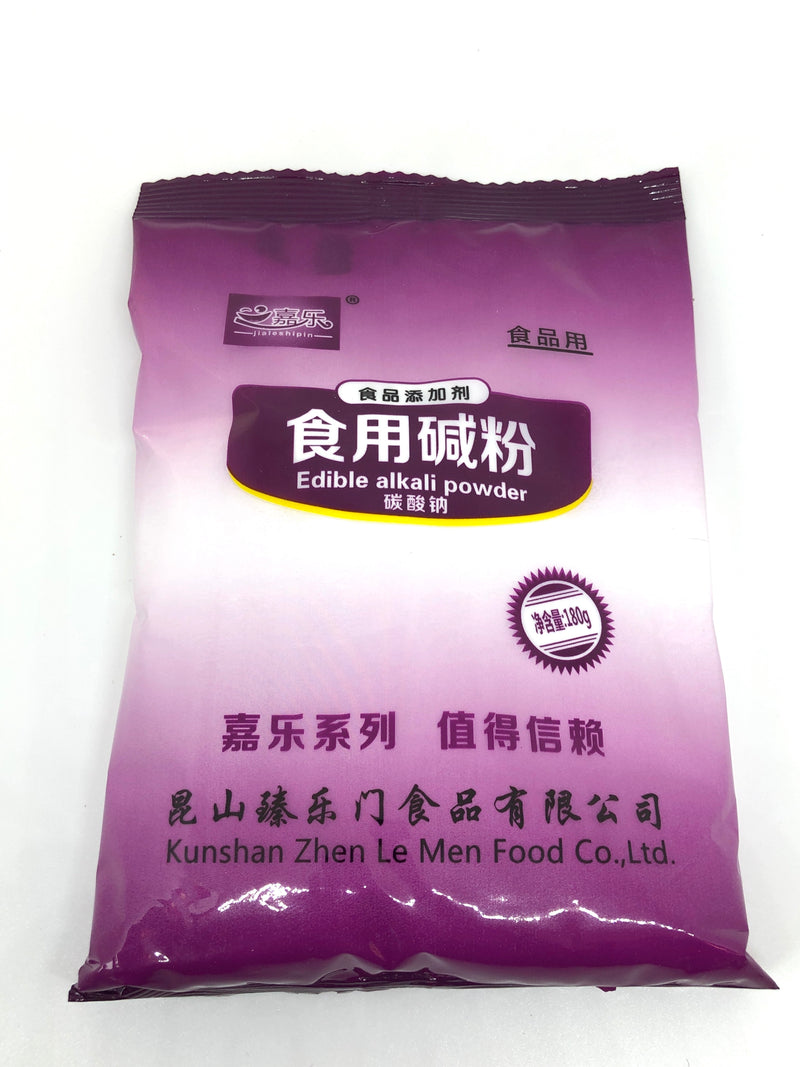 嘉乐®
jialeshipin
食品用
食品添加剂
食用碱粉
Edible alkali powder
碳酸钠
净含量:180g
嘉乐系列 值得信赖
昆山臻乐门食品有限公司
Kunshan Zhen Le Men Food Co.,Ltd.